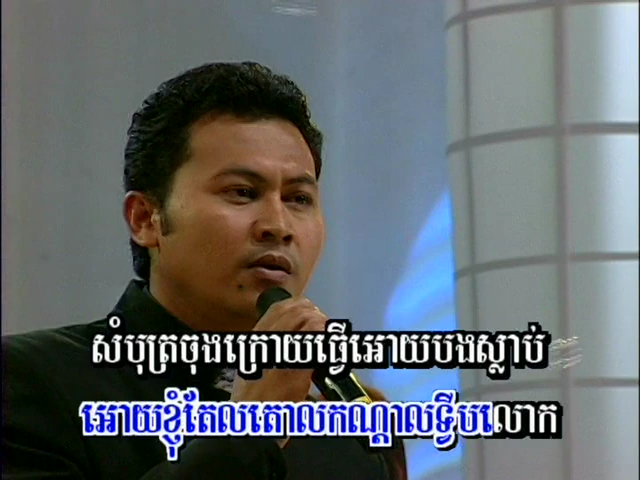 សំបុត្រចុងក្រោយធ្វើអោយបងស្លាប់
អោយខ្ញុំតែលតោលកណ្ដាលទ្វីបលោក